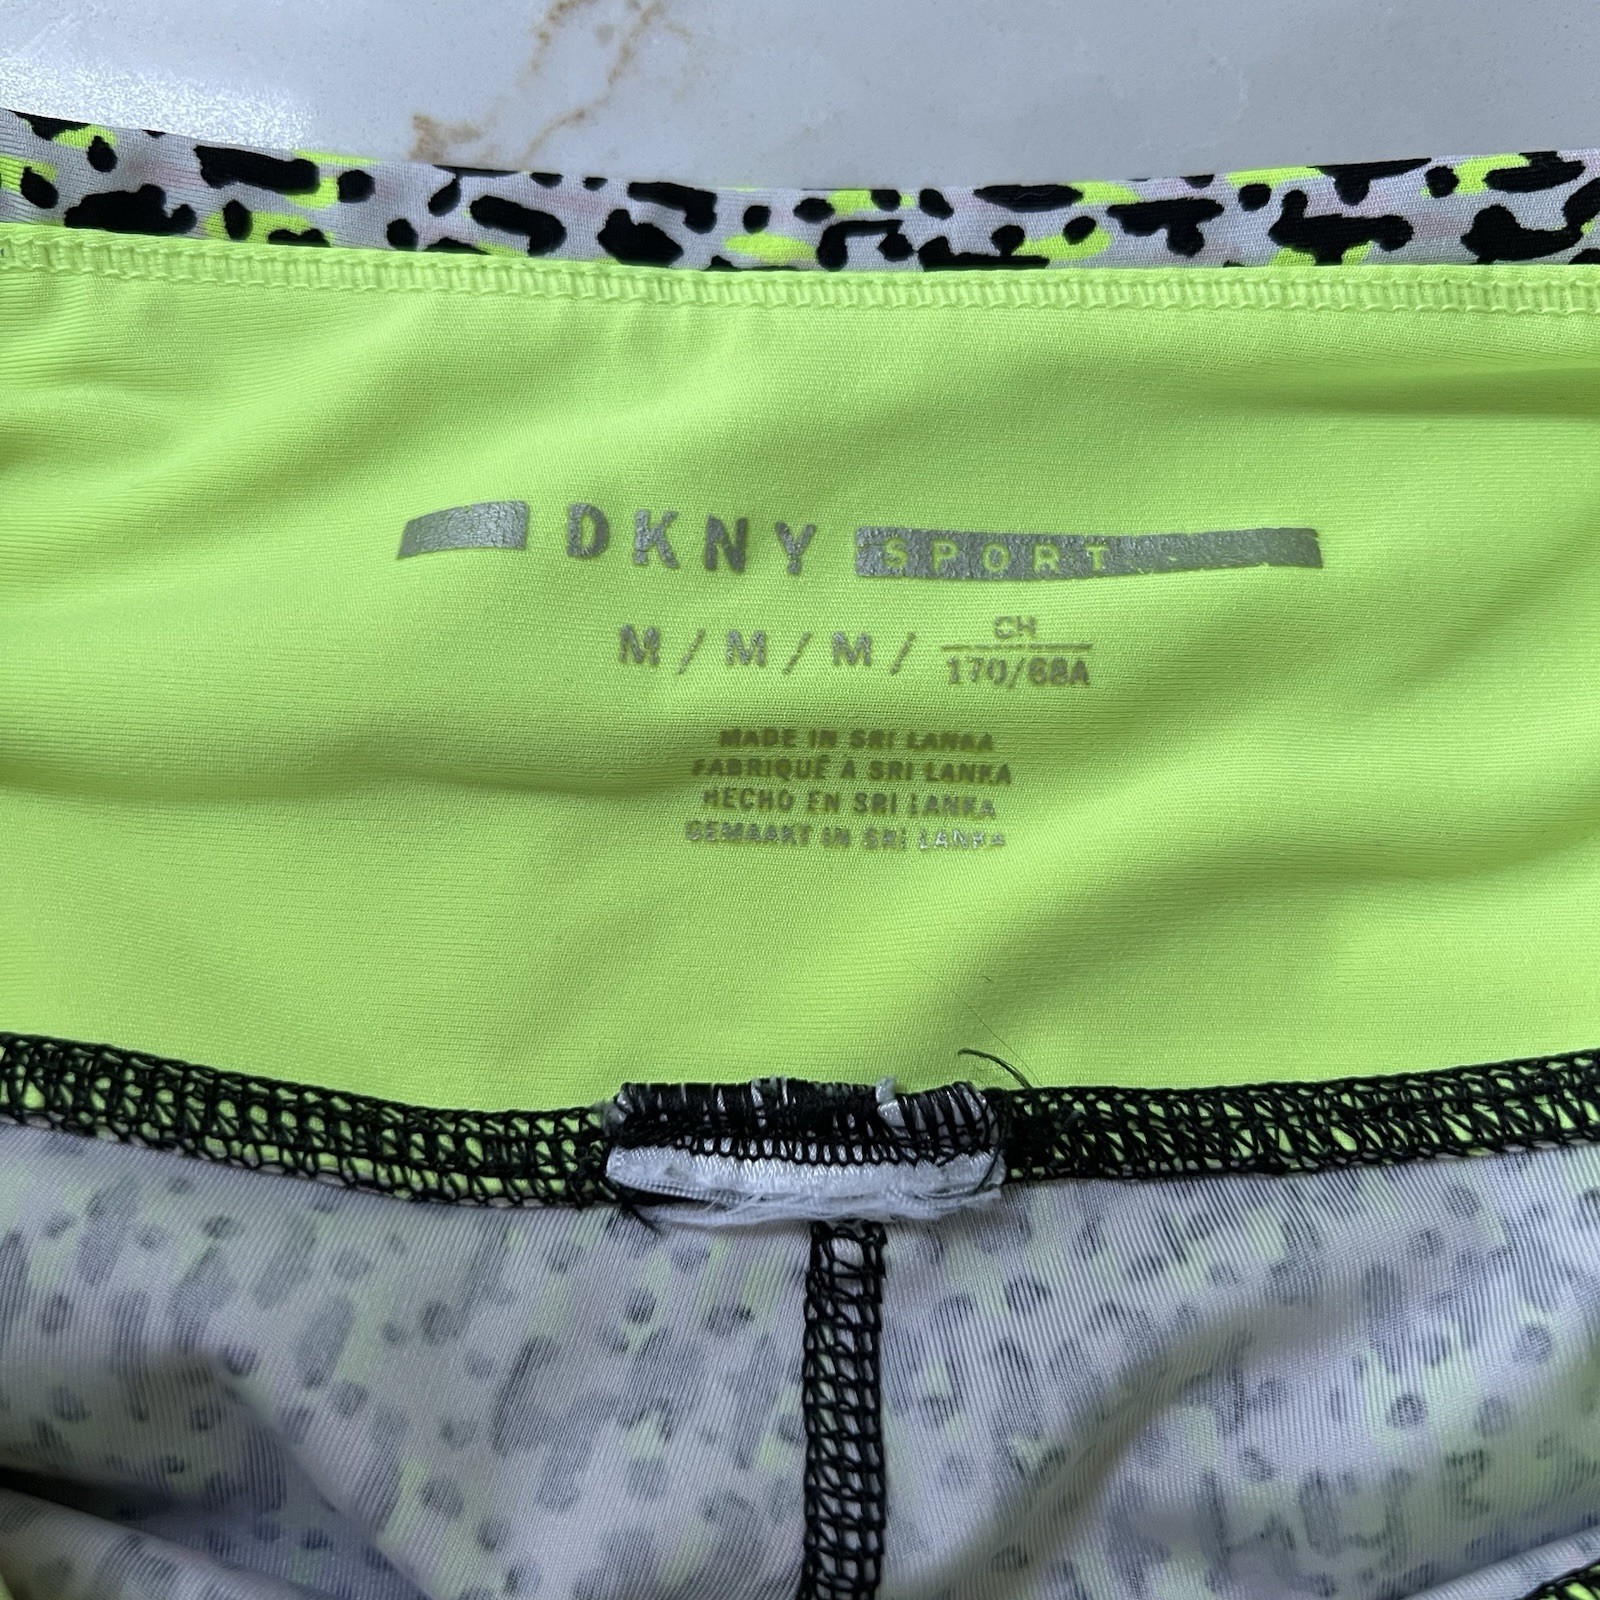 DKNY SPORT
M / M / M / CH 170/68A
MADE IN SRI LANKA
FABRIQUÉ A SRI LANKA
HECHO EN SRI LANKA
GEMAAKT IN SRI LANKA